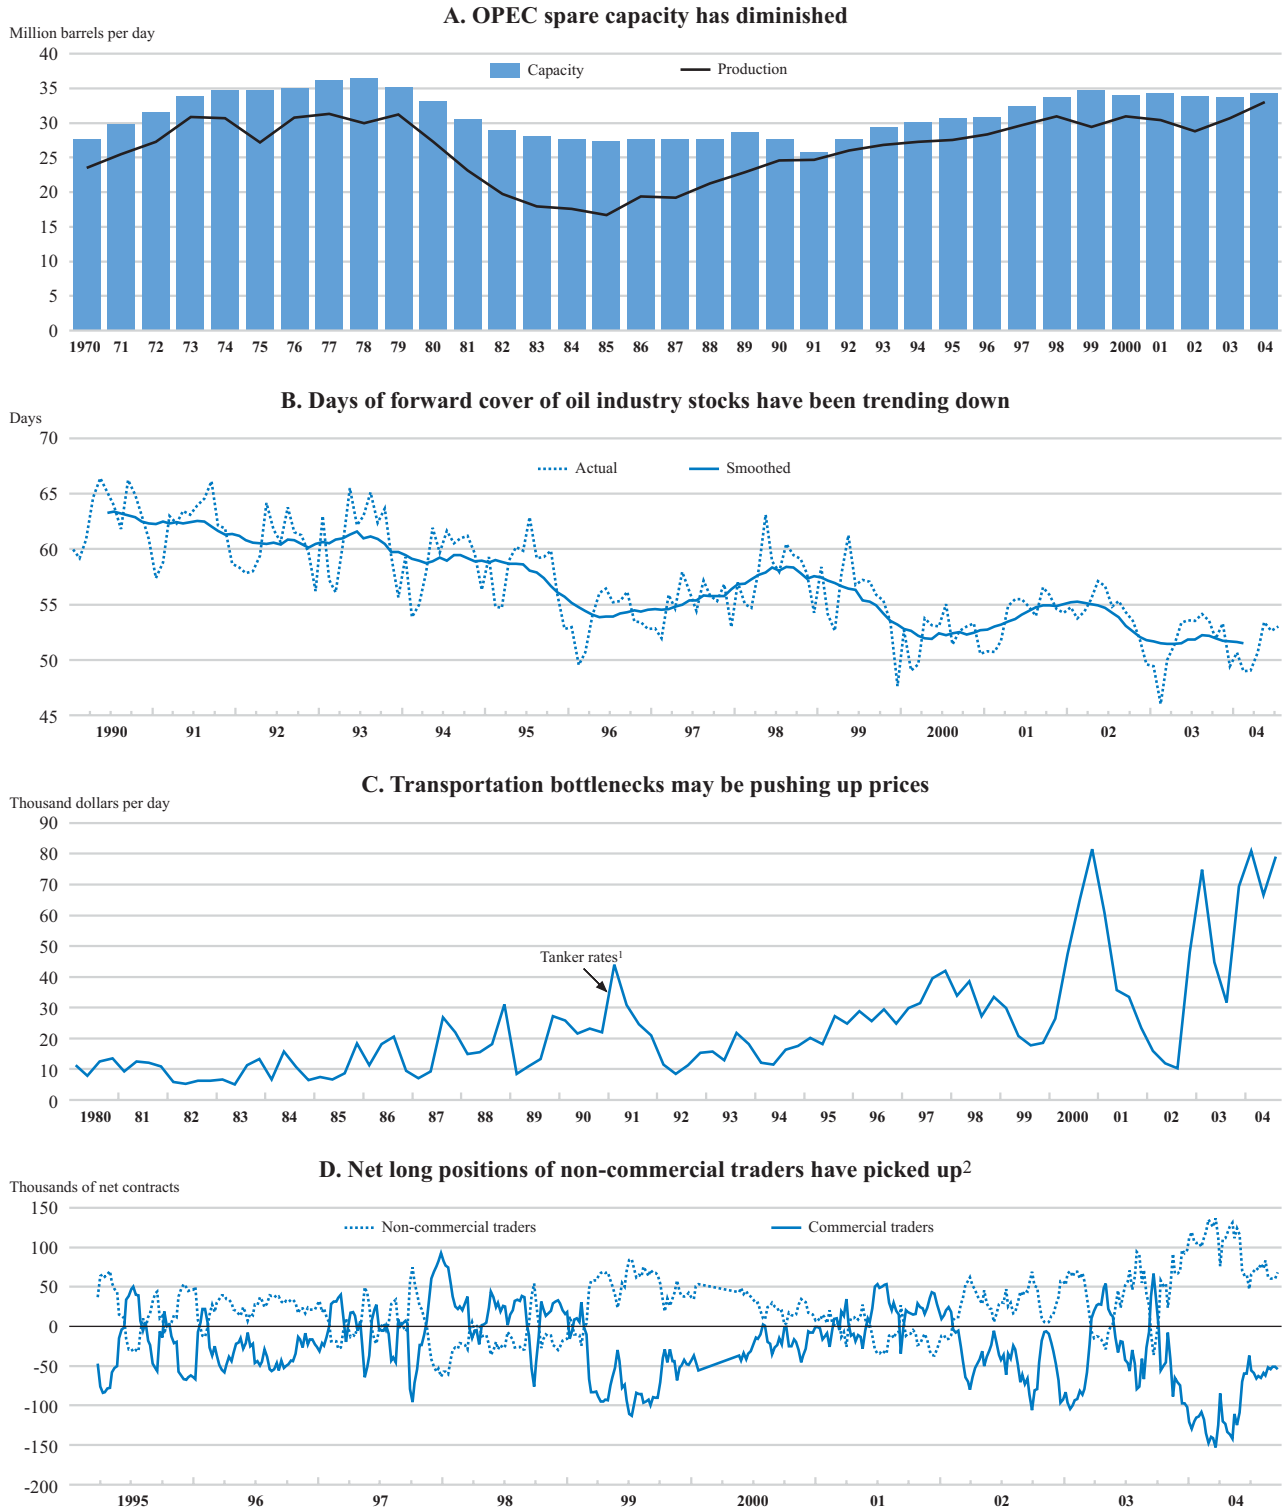 A. OPEC spare capacity has diminished
Million barrels per day
40
35
30
25
20
15
10
5
0
Capacity
Production
1970 71 72 73 74 75 76 77 78 79 80 81 82 83 84 85 86 87 88 89 90 91 92 93 94 95 96 97 98 99 2000 01 02 03 04
B. Days of forward cover of oil industry stocks have been trending down
Days
70
65
60
55
50
45
Actual
Smoothed
1990 91 92 93 94 95 96 97 98 99 2000 01 02 03 04
C. Transportation bottlenecks may be pushing up prices
Thousand dollars per day
90
80
70
60
50
40
30
20
10
0
Tanker rates¹
1980 81 82 83 84 85 86 87 88 89 90 91 92 93 94 95 96 97 98 99 2000 01 02 03 04
D. Net long positions of non-commercial traders have picked up²
Thousands of net contracts
150
100
50
0
-50
-100
-150
-200
Non-commercial traders
Commercial traders
1995 96 97 98 99 2000 01 02 03 04